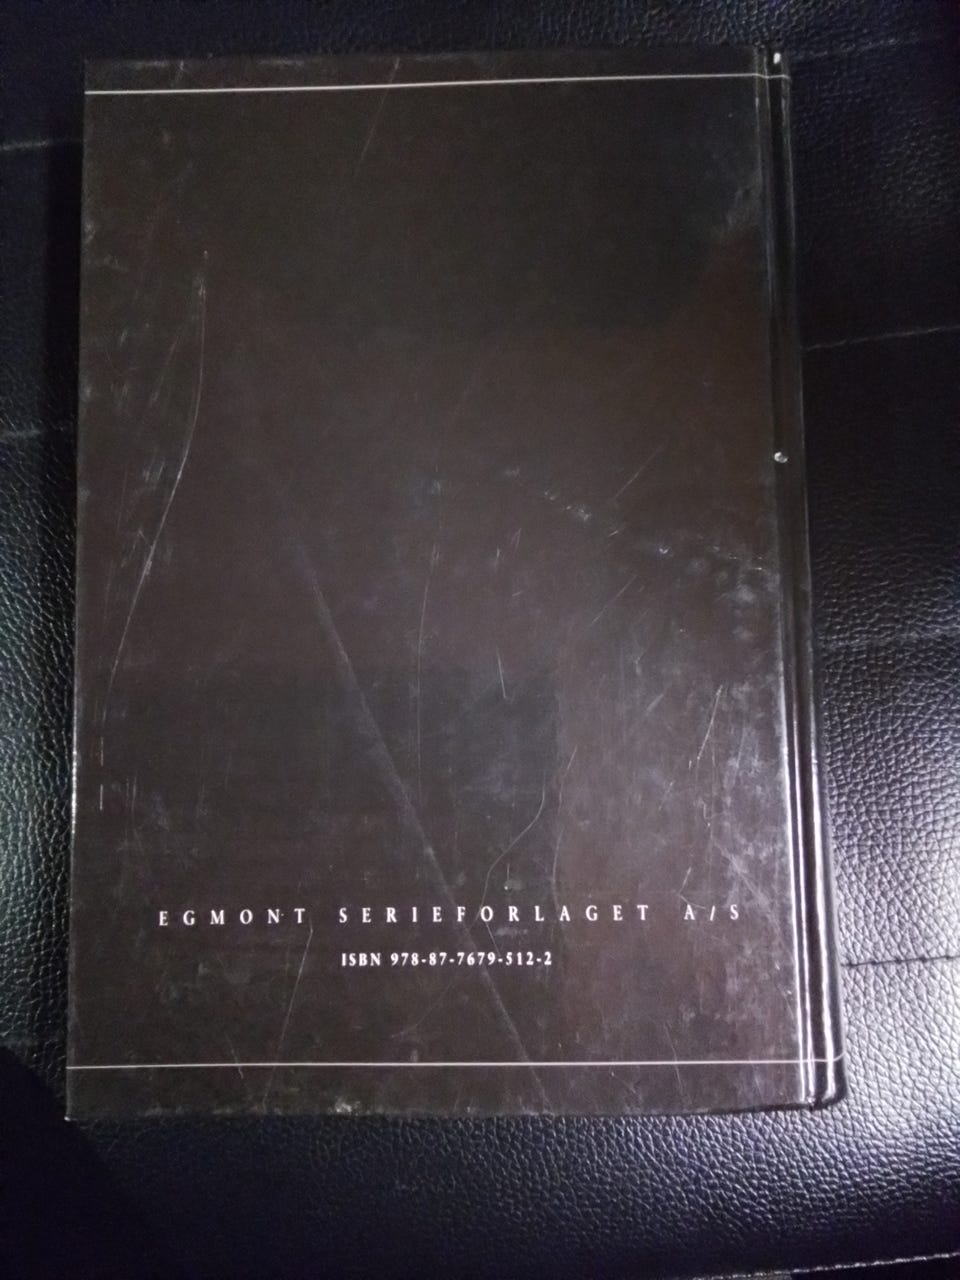 EGMONT SERIEFORLAGET A/S
ISBN 978-87-7679-512-2